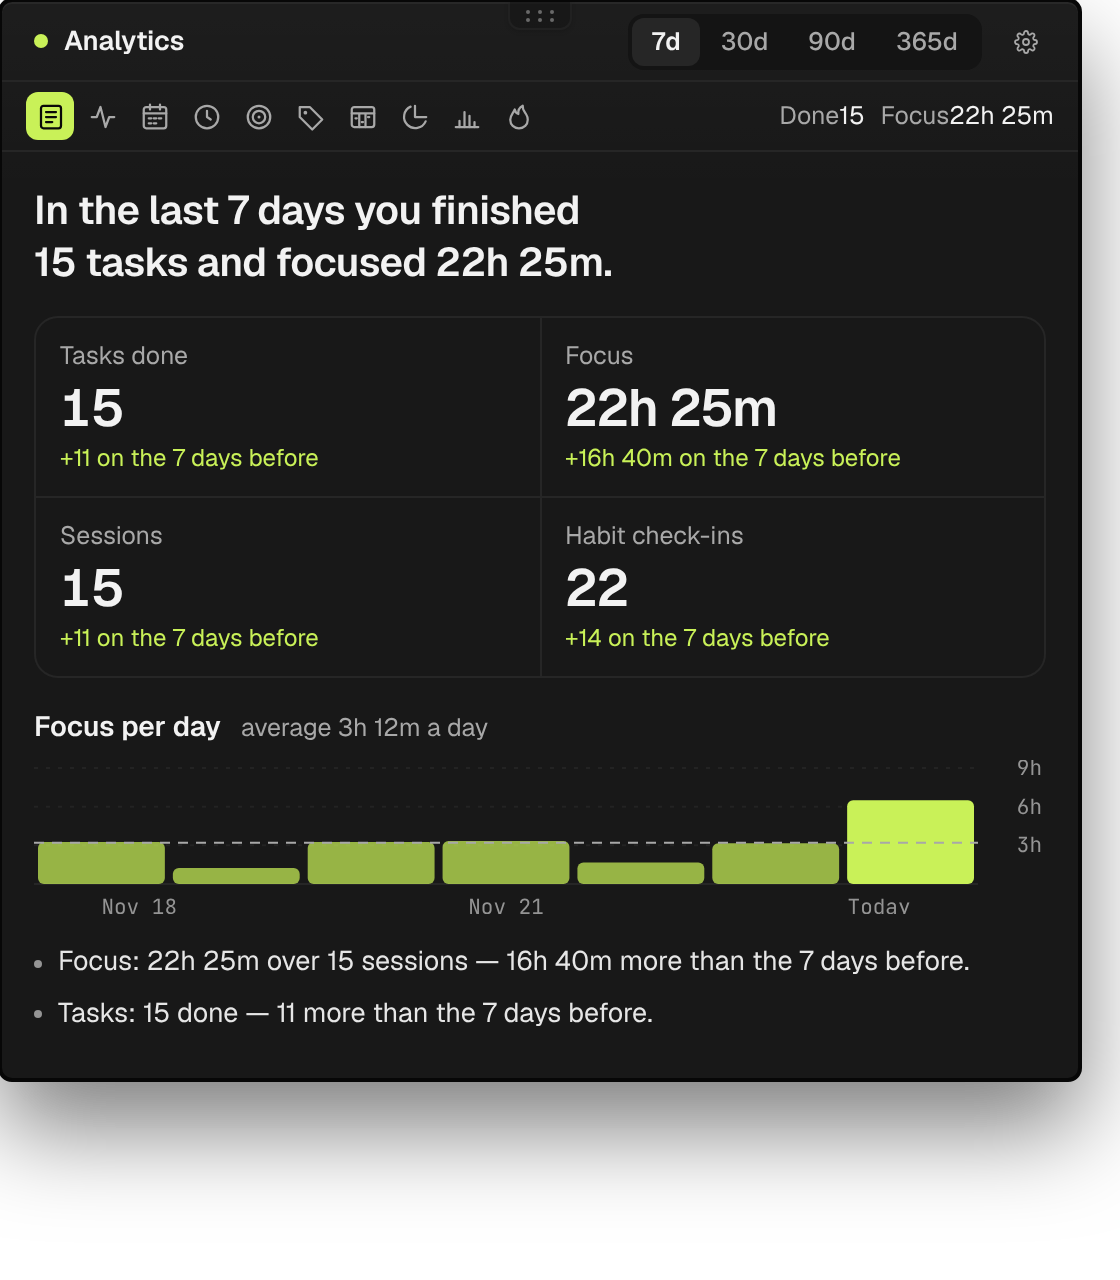 Analytics
7d 30d 90d 365d
Done15 Focus22h 25m
In the last 7 days you finished
15 tasks and focused 22h 25m.
Tasks done
15
+11 on the 7 days before
Focus
22h 25m
+16h 40m on the 7 days before
Sessions
15
+11 on the 7 days before
Habit check-ins
22
+14 on the 7 days before
Focus per day average 3h 12m a day
9h
6h
3h
Nov 18 Nov 21 Today
Focus: 22h 25m over 15 sessions — 16h 40m more than the 7 days before.
Tasks: 15 done — 11 more than the 7 days before.